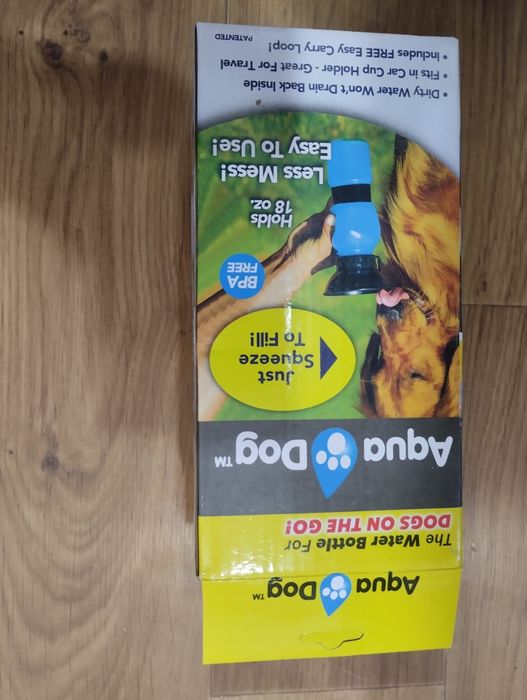 Aqua Dog™
The Water Bottle For
DOGS ON THE GO!
Aqua Dog™
Just
Squeeze
To Fill!
BPA
FREE
Holds
18 oz.
Less Mess!
Easy To Use!
• Dirty Water Won't Drain Back Inside
• Fits in Car Cup Holder - Great For Travel
• Includes FREE Easy Carry Loop!
PATENTED